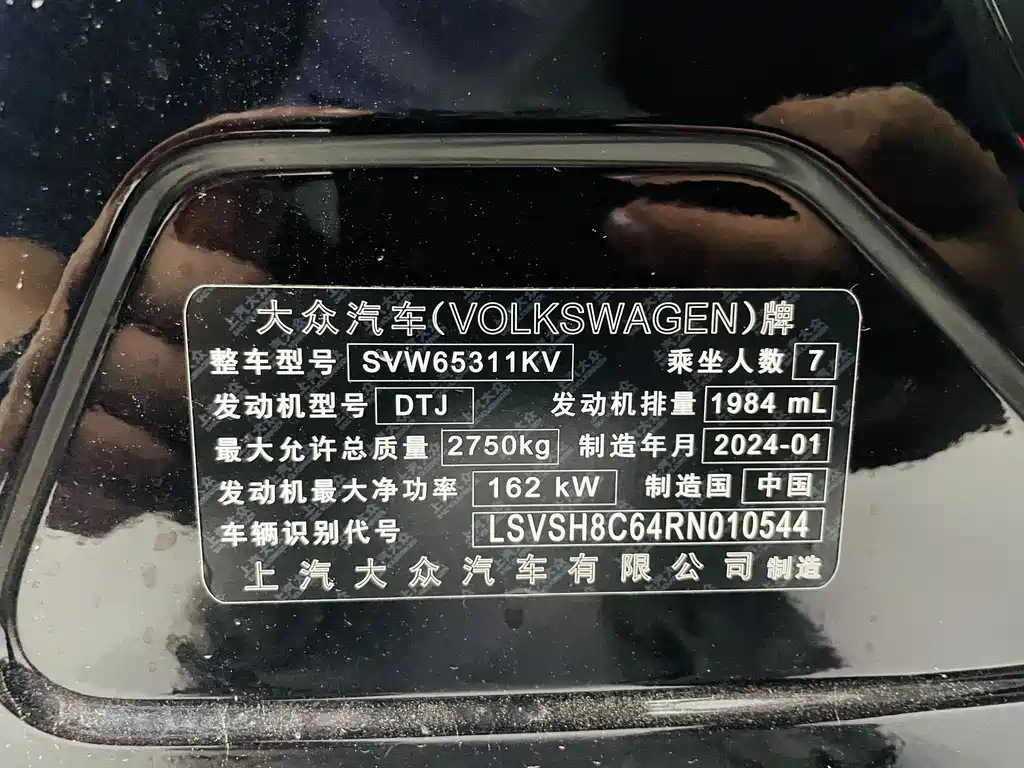 大众汽车(VOLKSWAGEN)牌
整车型号 SVW65311KV 乘坐人数 7
发动机型号 DTJ 发动机排量 1984 mL
最大允许总质量 2750kg 制造年月 2024-01
发动机最大净功率 162 kW 制造国 中国
车辆识别代号 LSVSH8C64RN010544
上汽大众汽车有限公司 制造